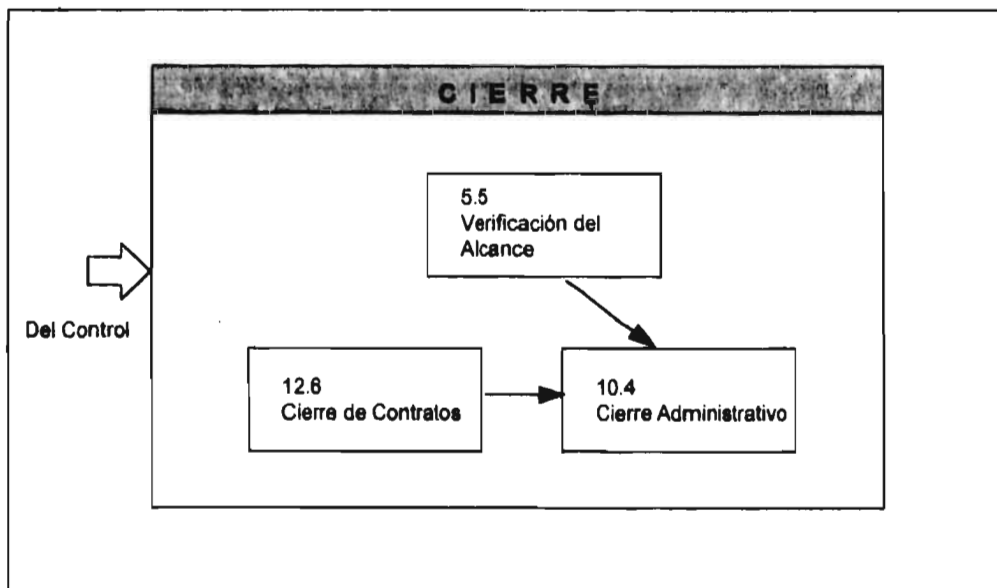 CIERRE
5.5
Verificación del
Alcance
Del Control
12.6
Cierre de Contratos
10.4
Cierre Administrativo